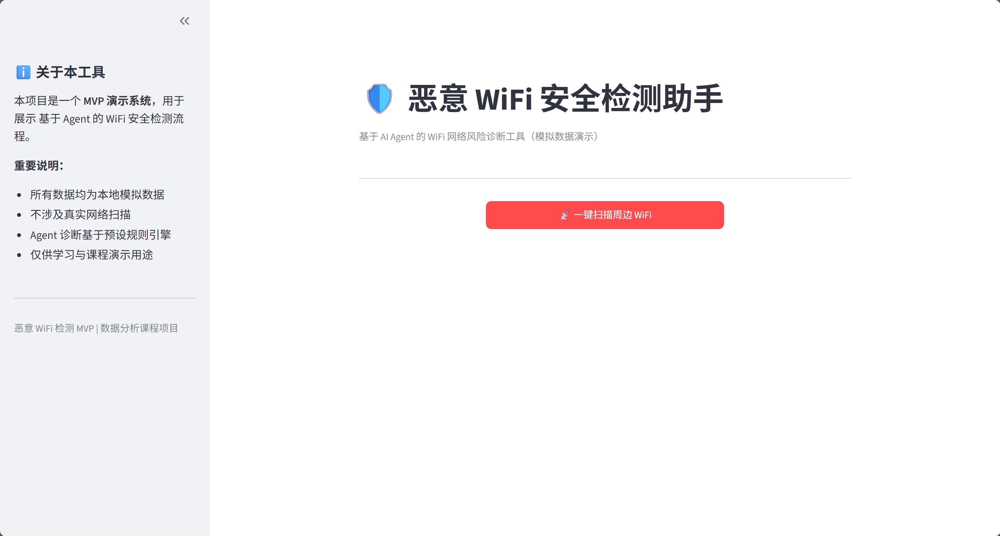 关于本工具
本项目是一个 MVP 演示系统，用于
展示 基于 Agent 的 WiFi 安全检测流
程。
重要说明：
所有数据均为本地模拟数据
不涉及真实网络扫描
Agent 诊断基于预设规则引擎
仅供学习与课程演示用途
恶意 WiFi 检测 MVP | 数据分析课程项目
恶意 WiFi 安全检测助手
基于 AI Agent 的 WiFi 网络风险诊断工具（模拟数据演示）
一键扫描周边 WiFi